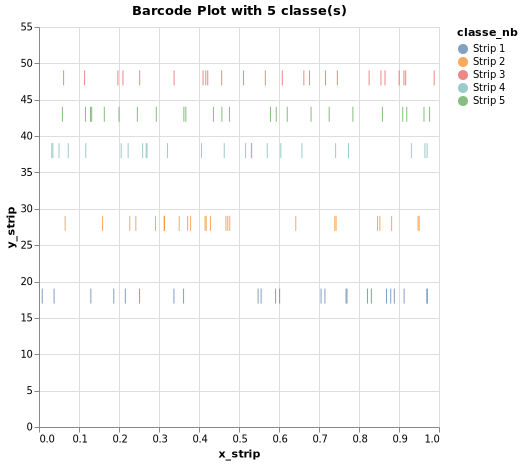 Barcode Plot with 5 classe(s)
classe_nb
Strip 1
Strip 2
Strip 3
Strip 4
Strip 5
y_strip
55
50
45
40
35
30
25
20
15
10
5
0
0.0 0.1 0.2 0.3 0.4 0.5 0.6 0.7 0.8 0.9 1.0
x_strip